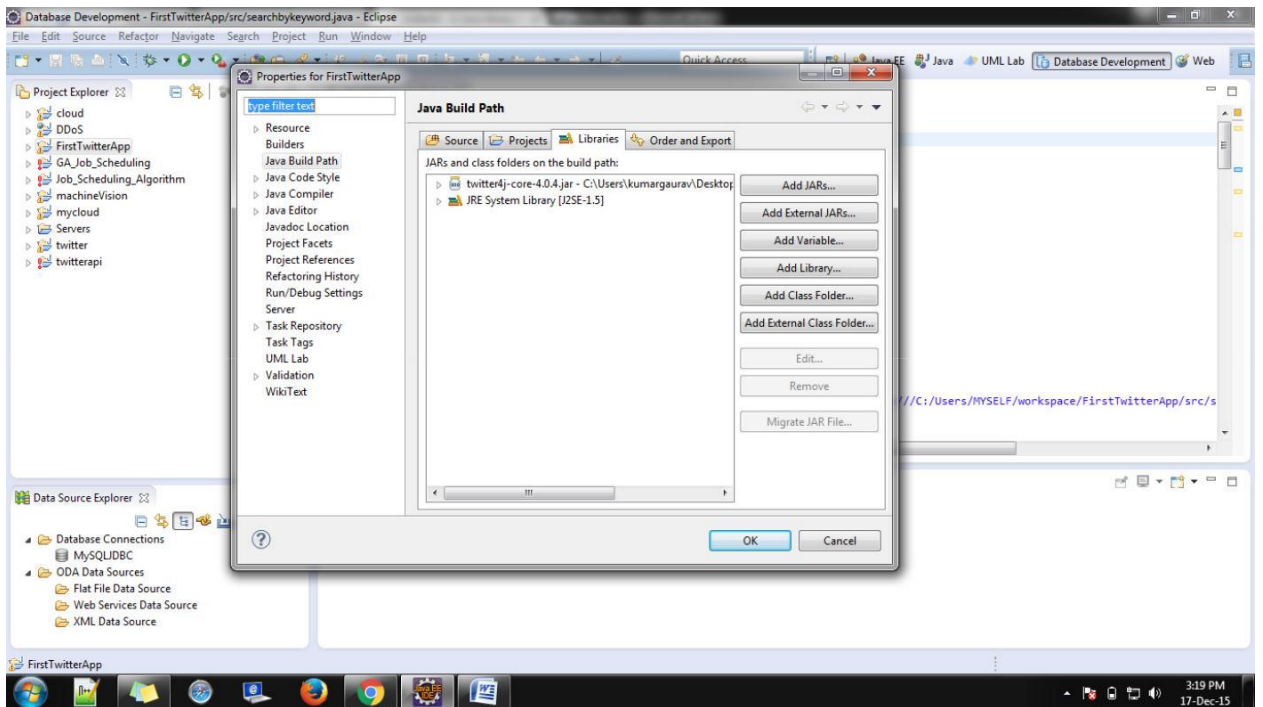 Database Development - FirstTwitterApp/src/searchbykeyword.java - Eclipse
File Edit Source Refactor Navigate Search Project Run Window Help
Quick Access
Java EE
Java
UML Lab
Database Development
Web
Project Explorer
cloud
DDoS
FirstTwitterApp
GA_Job_Scheduling
Job_Scheduling_Algorithm
machineVision
mycloud
Servers
twitter
twitterapi
Properties for FirstTwitterApp
type filter text
Resource
Builders
Java Build Path
Java Code Style
Java Compiler
Java Editor
Javadoc Location
Project Facets
Project References
Refactoring History
Run/Debug Settings
Server
Task Repository
Task Tags
UML Lab
Validation
WikiText
Java Build Path
Source
Projects
Libraries
Order and Export
JARs and class folders on the build path:
twitter4j-core-4.0.4.jar - C:\Users\kumargaurav\Desktop
JRE System Library [J2SE-1.5]
Add JARs...
Add External JARs...
Add Variable...
Add Library...
Add Class Folder...
Add External Class Folder...
Edit...
Remove
Migrate JAR File...
OK
Cancel
///C:/Users/MYSELF/workspace/FirstTwitterApp/src/s
Data Source Explorer
Database Connections
MySQLJDBC
ODA Data Sources
Flat File Data Source
Web Services Data Source
XML Data Source
FirstTwitterApp
3:19 PM
17-Dec-15